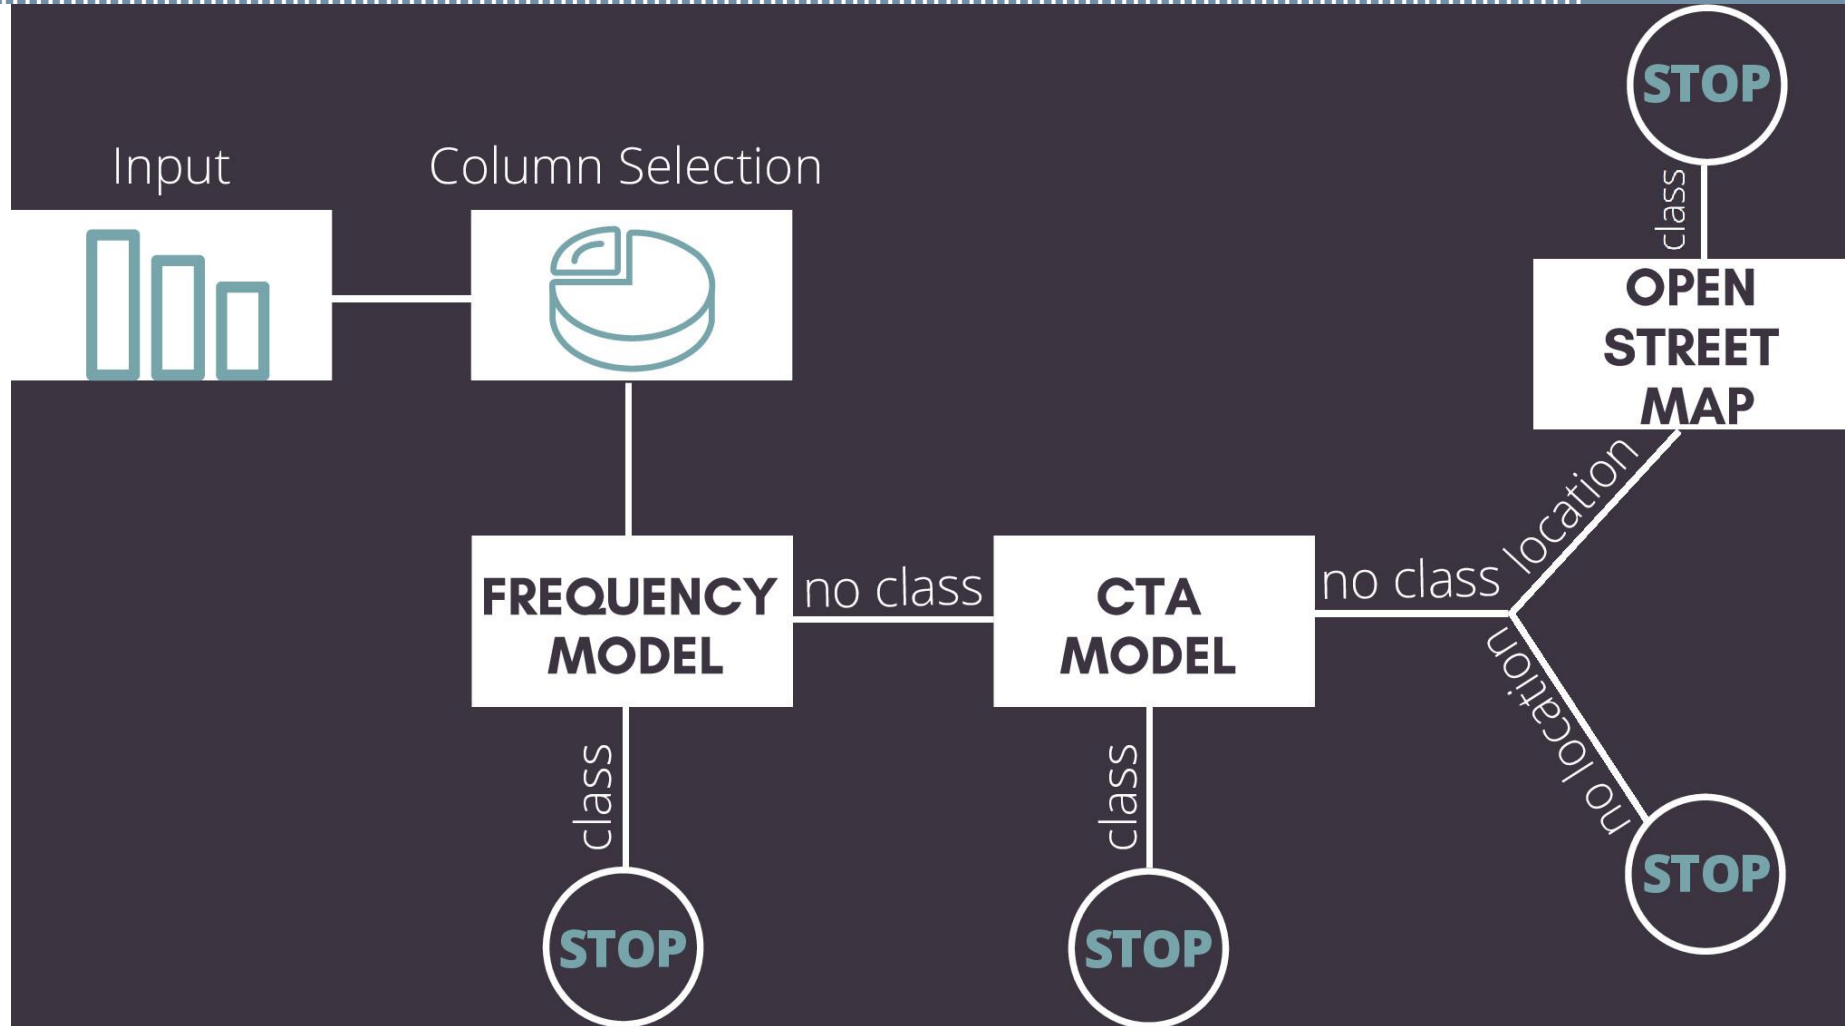 Input
Column Selection
FREQUENCY
MODEL
class
STOP
no class
CTA
MODEL
class
STOP
no class
location
OPEN
STREET
MAP
class
STOP
no location
STOP